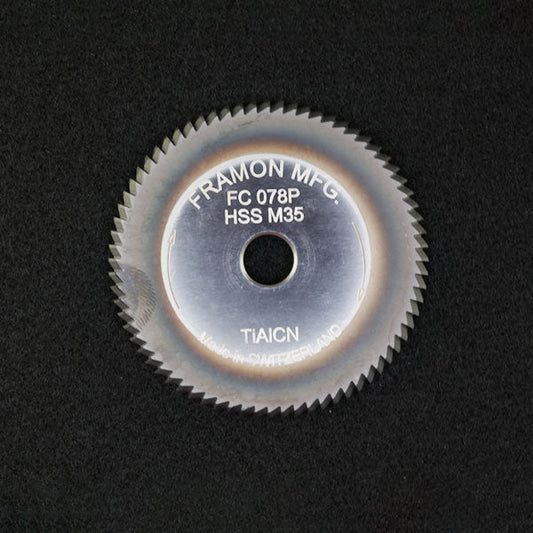 FRAMON MFG.
FC 078P
HSS M35
TiAlCN
Made in SWITZERLAND